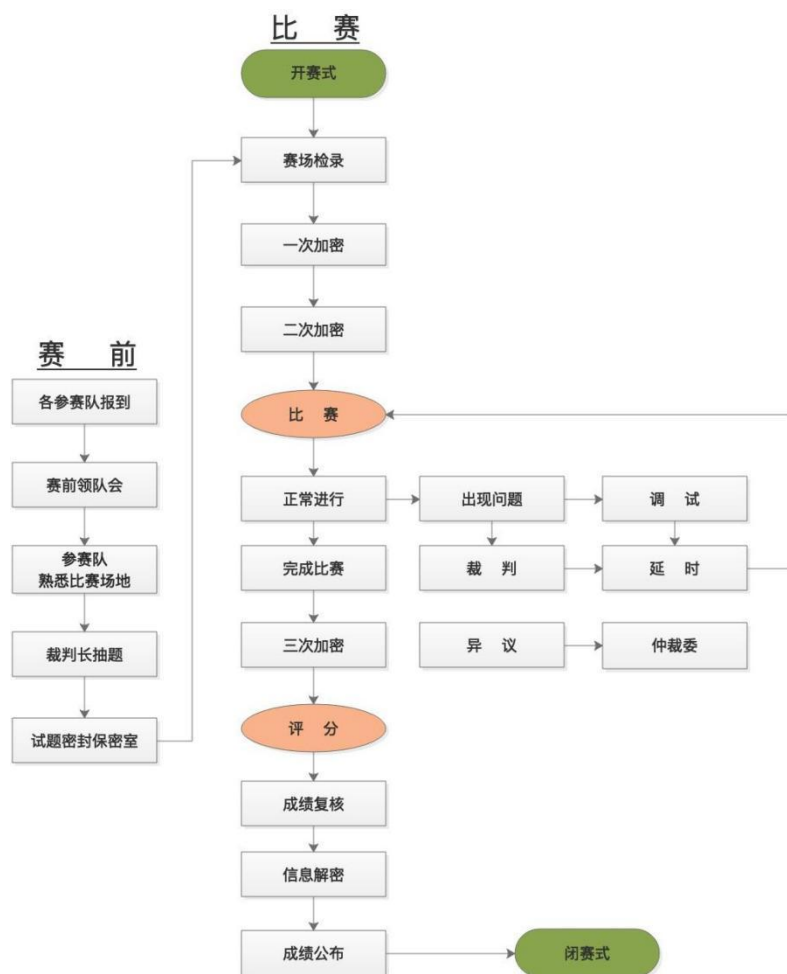 比 赛
开赛式
赛场检录
一次加密
二次加密
赛 前
各参赛队报到
赛前领队会
参赛队
熟悉比赛场地
裁判长抽题
试题密封保密室
比 赛
正常进行
出现问题
调 试
完成比赛
裁 判
延 时
三次加密
异 议
仲裁委
评 分
成绩复核
信息解密
成绩公布
闭赛式